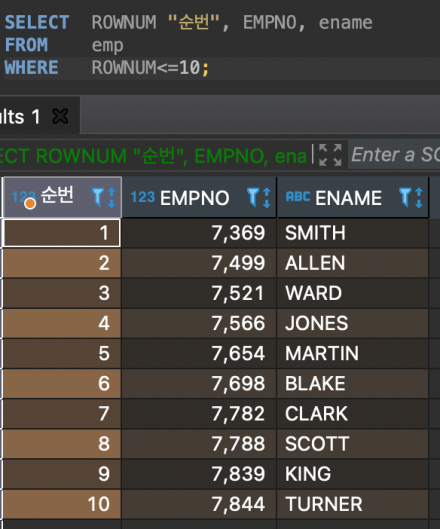 SELECT ROWNUM "순번", EMPNO, ename
FROM emp
WHERE ROWNUM<=10;
ults 1
ECT ROWNUM "순번", EMPNO, ena Enter a SQ
123 순번 123 EMPNO ABC ENAME
1 7,369 SMITH
2 7,499 ALLEN
3 7,521 WARD
4 7,566 JONES
5 7,654 MARTIN
6 7,698 BLAKE
7 7,782 CLARK
8 7,788 SCOTT
9 7,839 KING
10 7,844 TURNER